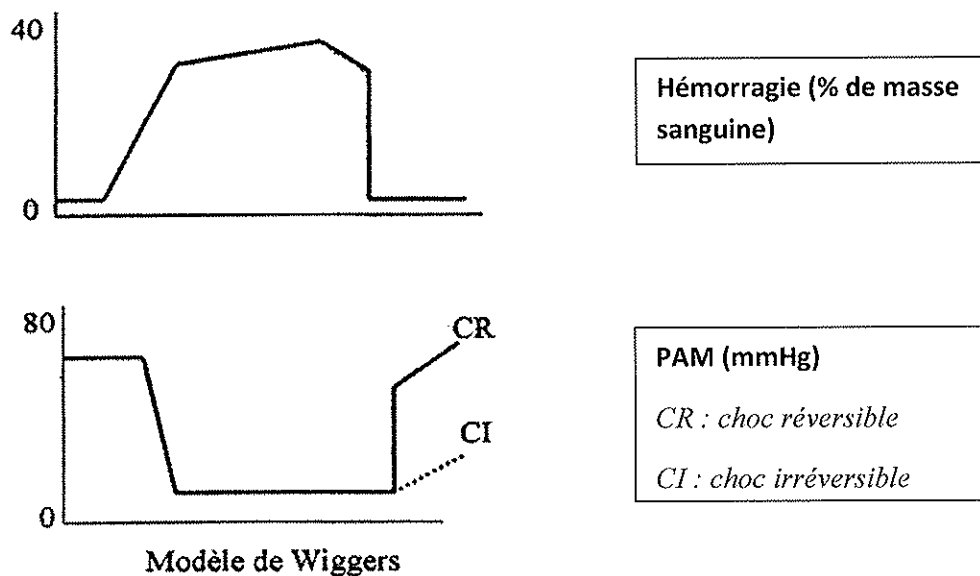 40
0
Hémorragie (% de masse
sanguine)
80
0
CR
CI
PAM (mmHg)
CR : choc réversible
CI : choc irréversible
Modèle de Wiggers